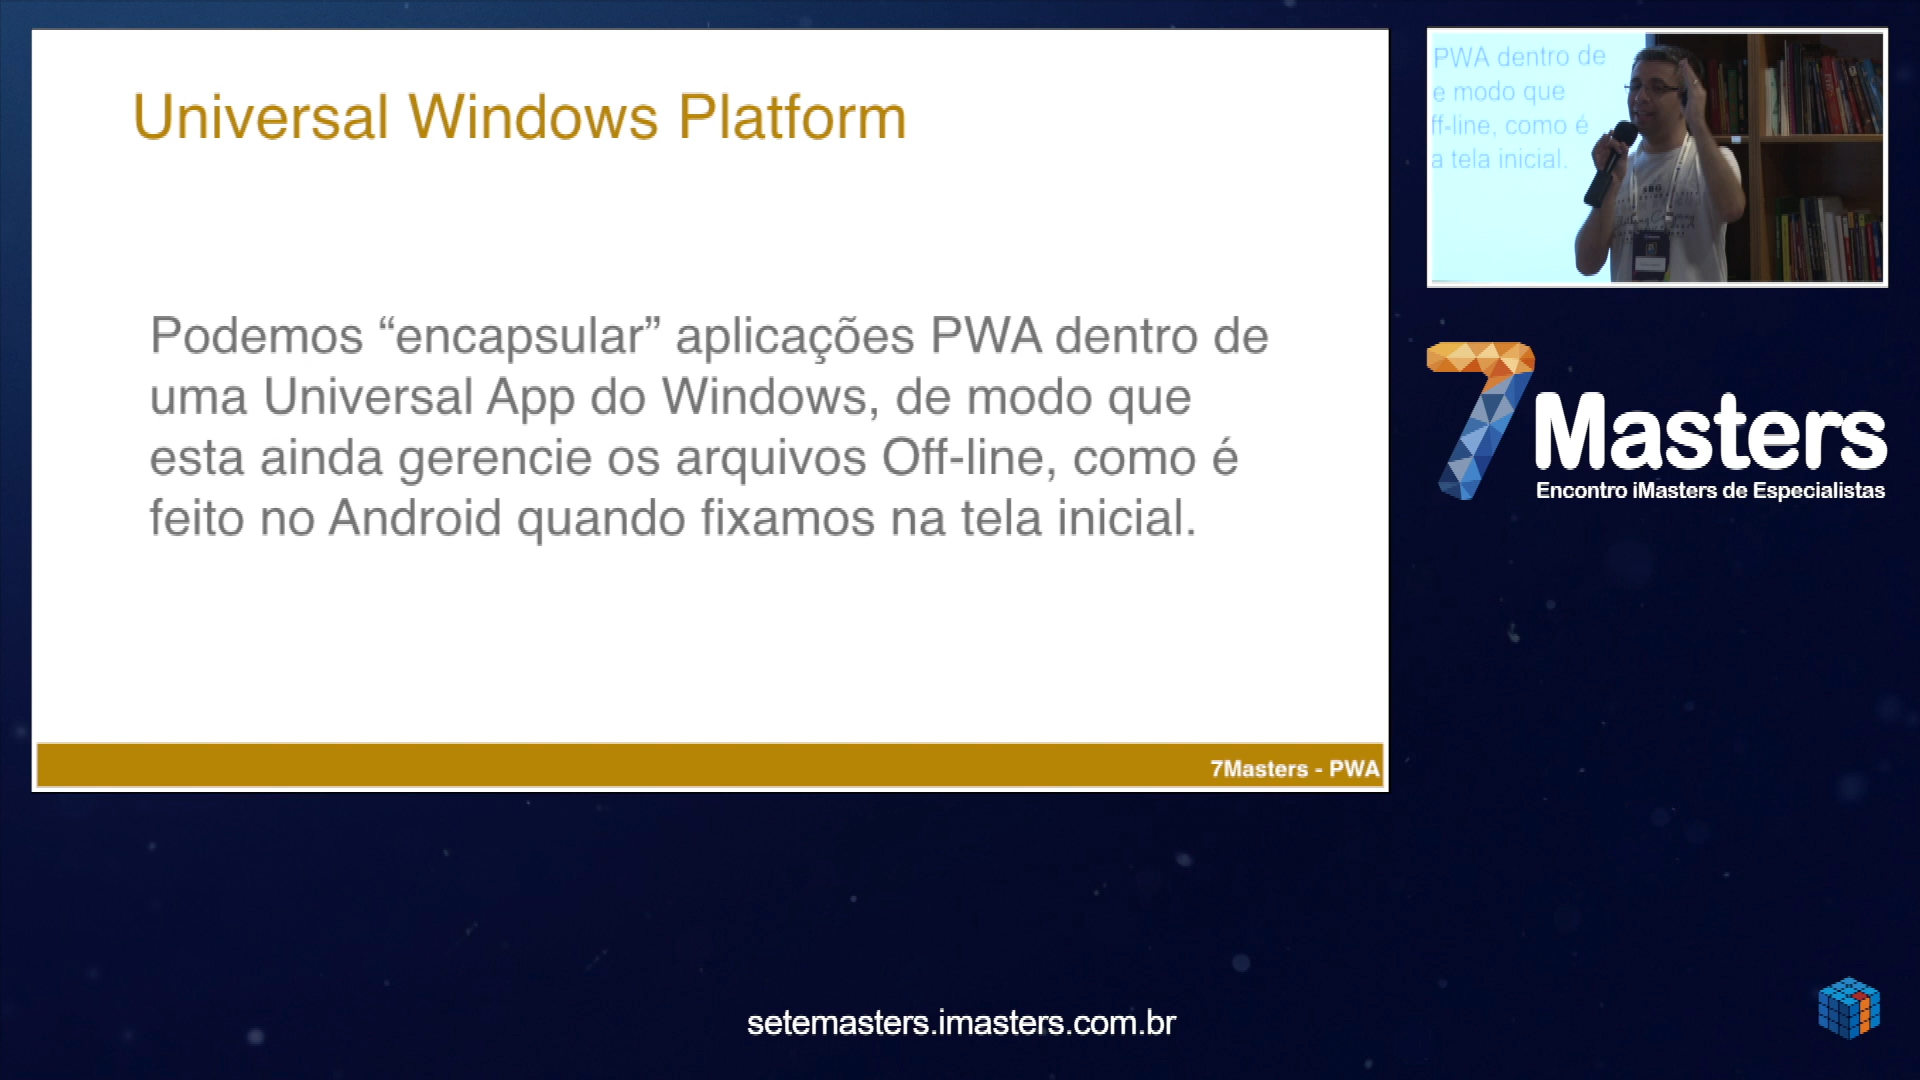 Universal Windows Platform
Podemos “encapsular” aplicações PWA dentro de
uma Universal App do Windows, de modo que
esta ainda gerencie os arquivos Off-line, como é
feito no Android quando fixamos na tela inicial.
7Masters - PWA
PWA dentro de
e modo que
ff-line, como é
a tela inicial.
7Masters
Encontro iMasters de Especialistas
setemasters.imasters.com.br